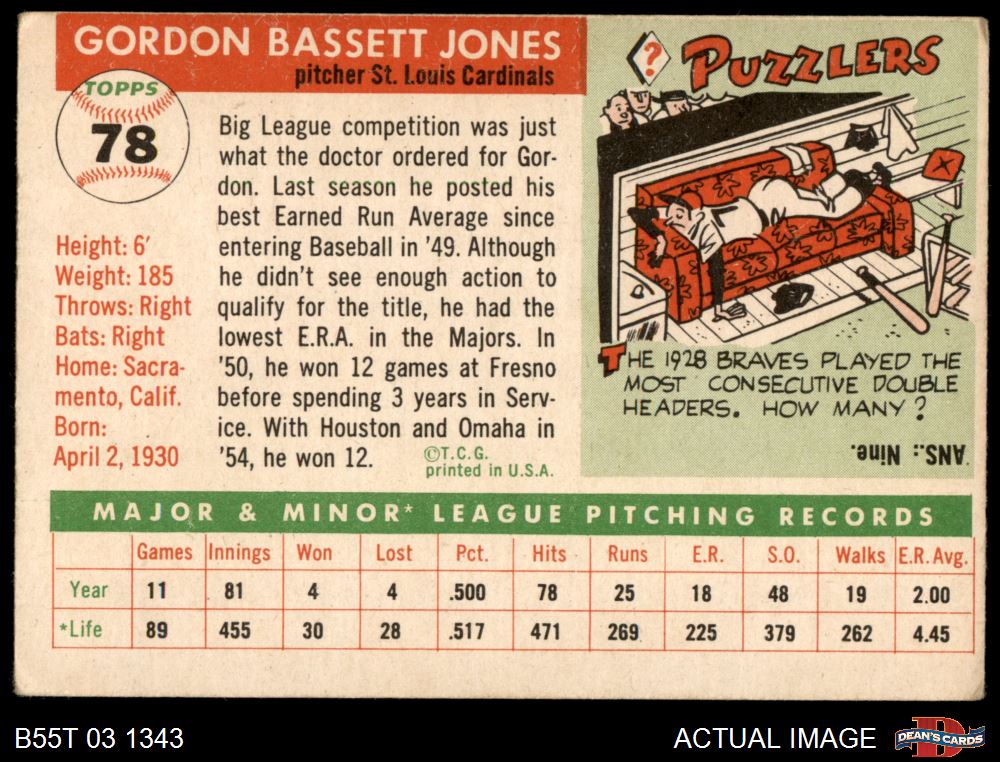 GORDON BASSETT JONES
pitcher St. Louis Cardinals
TOPPS
78
Height: 6'
Weight: 185
Throws: Right
Bats: Right
Home: Sacra-
mento, Calif.
Born:
April 2, 1930
Big League competition was just
what the doctor ordered for Gor-
don. Last season he posted his
best Earned Run Average since
entering Baseball in '49. Although
he didn't see enough action to
qualify for the title, he had the
lowest E.R.A. in the Majors. In
'50, he won 12 games at Fresno
before spending 3 years in Serv-
ice. With Houston and Omaha in
'54, he won 12.
©T.C.G.
printed in U.S.A.
?
PUZZLERS
THE 1928 BRAVES PLAYED THE
MOST CONSECUTIVE DOUBLE
HEADERS. HOW MANY?
ANS.: Nine.
MAJOR & MINOR* LEAGUE PITCHING RECORDS
Games Innings Won Lost Pct. Hits Runs E.R. S.O. Walks E.R. Avg.
Year 11 81 4 4 .500 78 25 18 48 19 2.00
*Life 89 455 30 28 .517 471 269 225 379 262 4.45
B55T 03 1343
ACTUAL IMAGE
D
DEAN'S CARDS